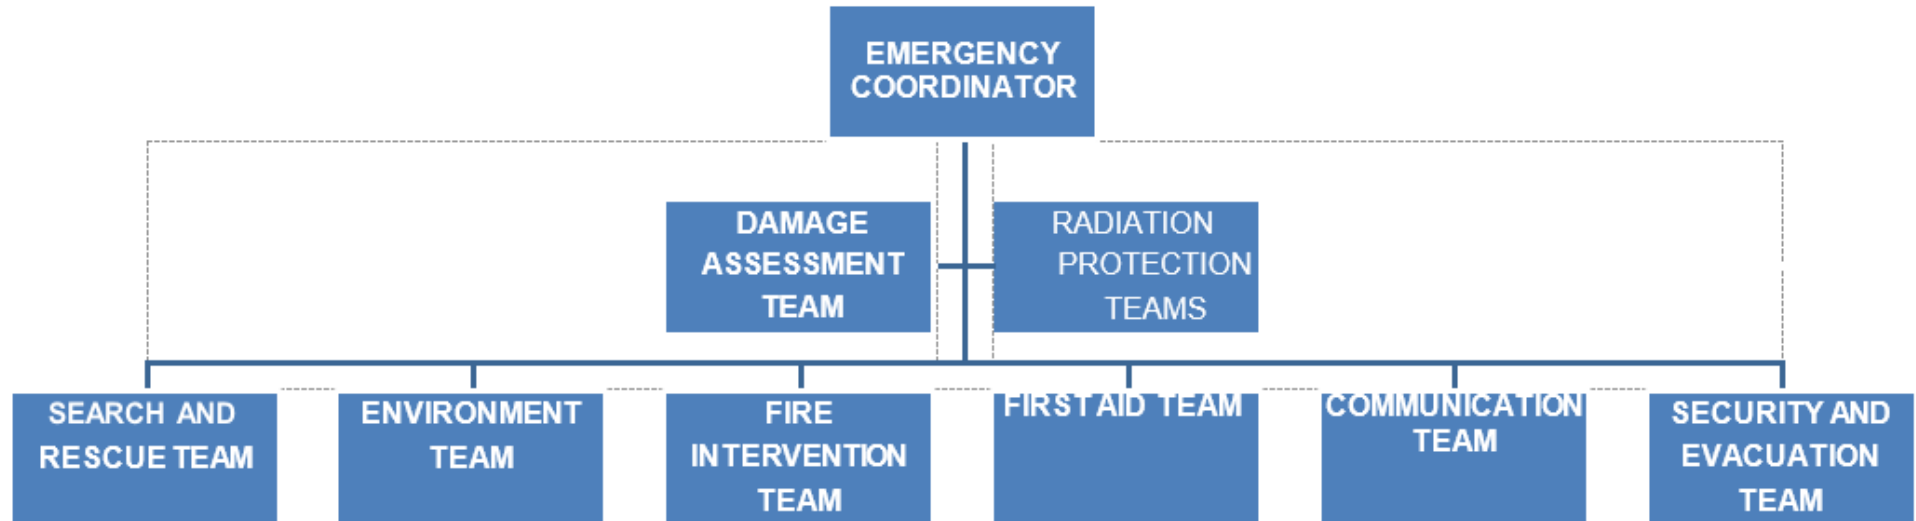 EMERGENCY
COORDINATOR
DAMAGE
ASSESSMENT
TEAM
RADIATION
PROTECTION
TEAMS
SEARCH AND
RESCUE TEAM
ENVIRONMENT
TEAM
FIRE
INTERVENTION
TEAM
FIRST AID TEAM
COMMUNICATION
TEAM
SECURITY AND
EVACUATION
TEAM